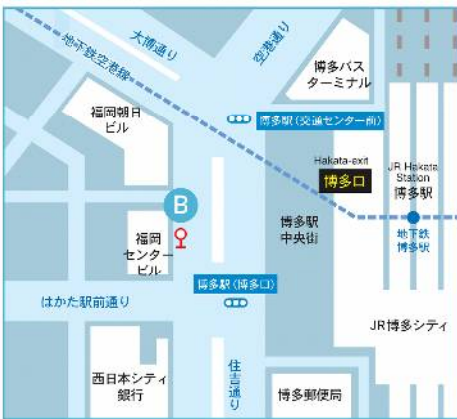 地下鉄空港線
大博通り
空港通り
博多バス
ターミナル
福岡朝日
ビル
博多駅(交通センター前)
Hakata-exit
博多口
JR Hakata
Station
博多駅
B
福岡
センター
ビル
博多駅
中央街
地下鉄
博多駅
博多駅(博多口)
はかた駅前通り
JR博多シティ
西日本シティ
銀行
住吉通り
博多郵便局